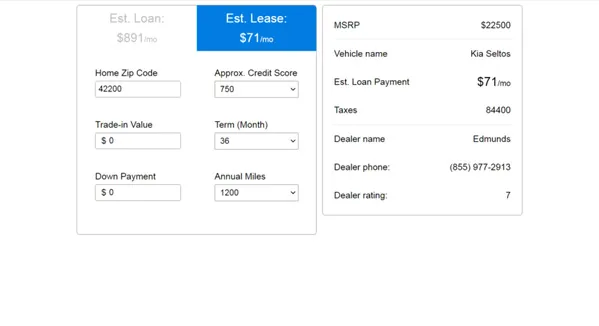 Est. Loan:
$891/mo
Est. Lease:
$71/mo
Home Zip Code
42200
Approx. Credit Score
750
Trade-in Value
$ 0
Term (Month)
36
Down Payment
$ 0
Annual Miles
1200
MSRP $22500
Vehicle name Kia Seltos
Est. Loan Payment $71/mo
Taxes 84400
Dealer name Edmunds
Dealer phone: (855) 977-2913
Dealer rating: 7